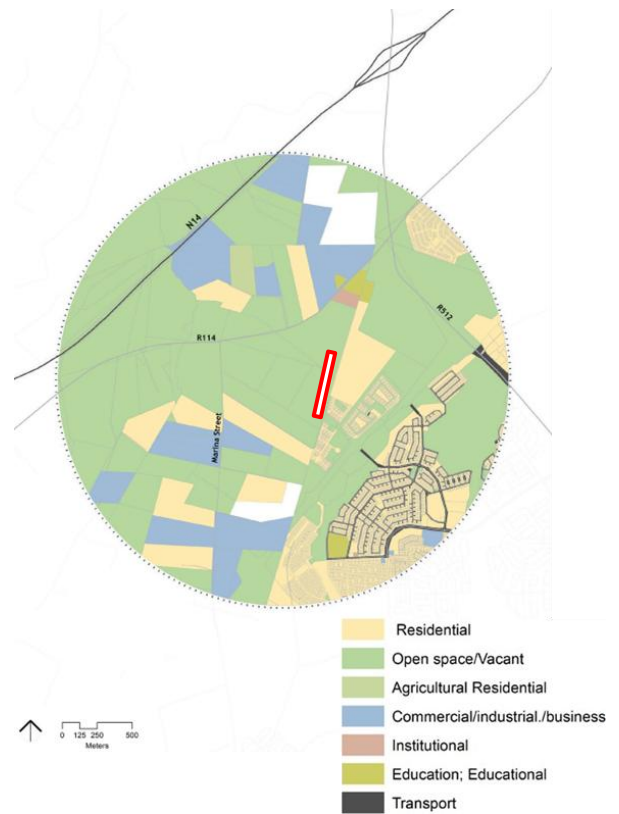 N14
R512
R114
Marina Street
Residential
Open space/Vacant
Agricultural Residential
Commercial/industrial./business
Institutional
Education; Educational
Transport
0 125 250 500
Meters